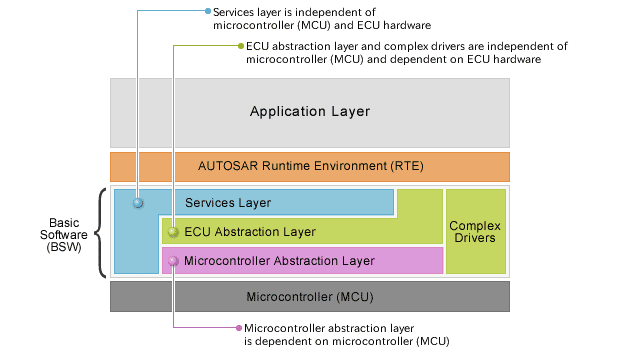 Services layer is independent of
microcontroller (MCU) and ECU hardware
ECU abstraction layer and complex drivers are independent of
microcontroller (MCU) and dependent on ECU hardware
Application Layer
AUTOSAR Runtime Environment (RTE)
Basic
Software
(BSW)
Services Layer
ECU Abstraction Layer
Microcontroller Abstraction Layer
Complex
Drivers
Microcontroller (MCU)
Microcontroller abstraction layer
is dependent on microcontroller (MCU)